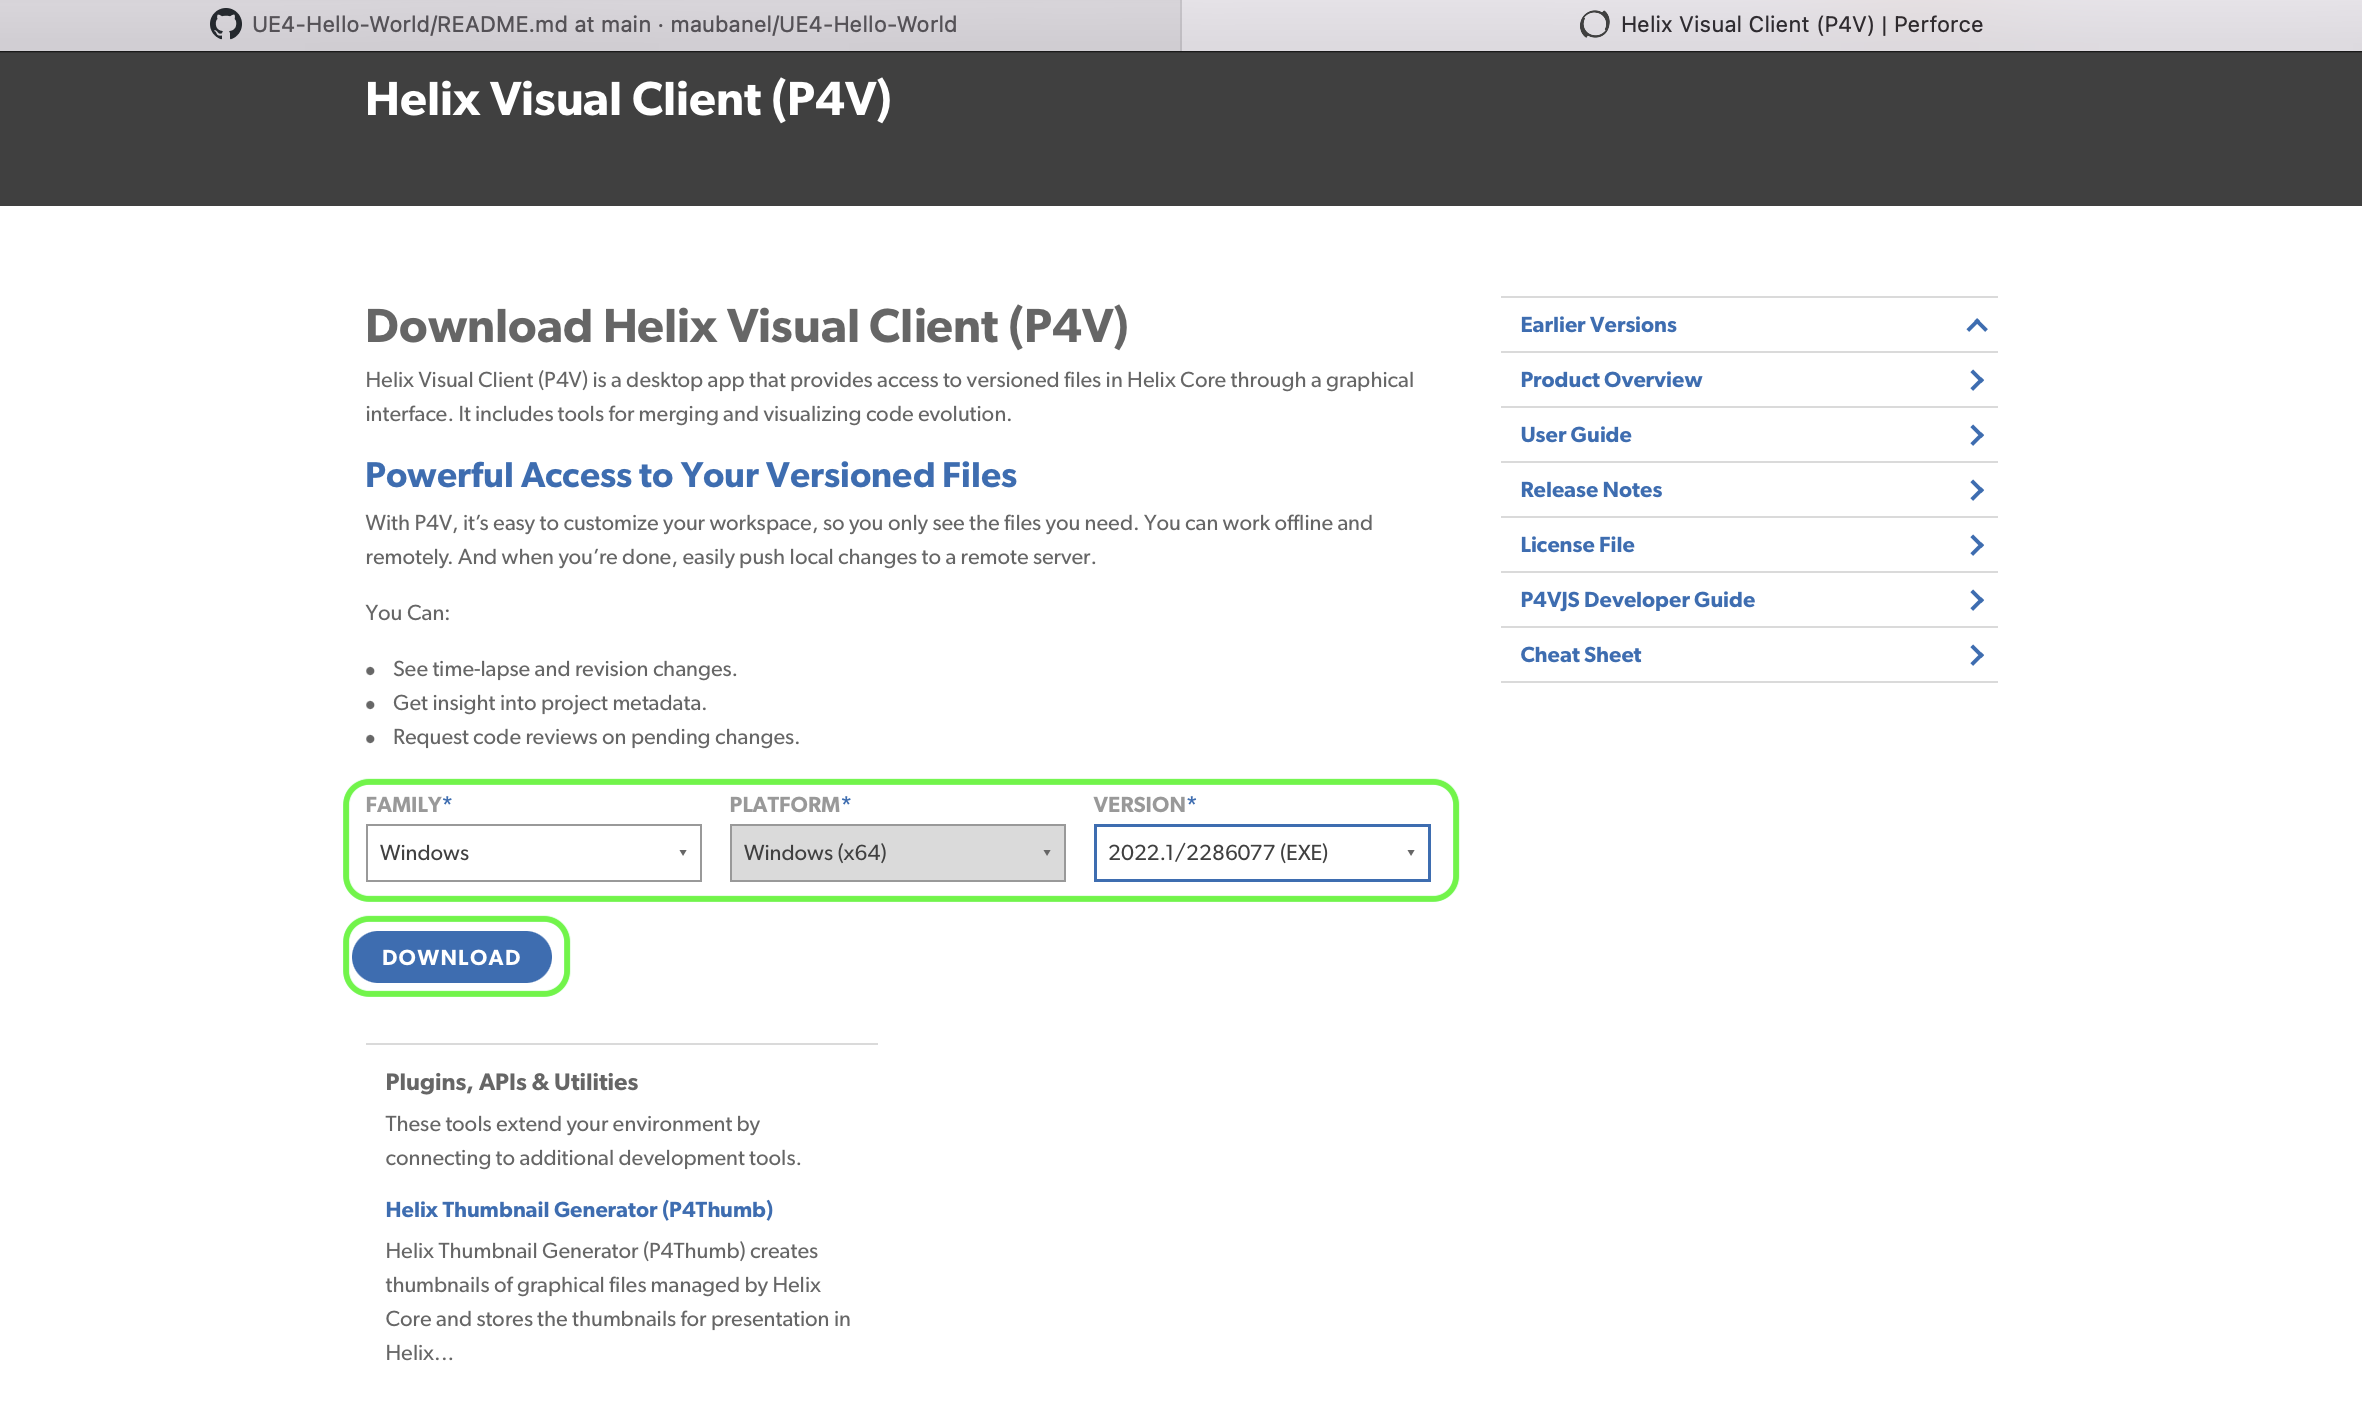 UE4-Hello-World/README.md at main · maubanel/UE4-Hello-World
Helix Visual Client (P4V) | Perforce
Helix Visual Client (P4V)
Download Helix Visual Client (P4V)
Helix Visual Client (P4V) is a desktop app that provides access to versioned files in Helix Core through a graphical
interface. It includes tools for merging and visualizing code evolution.
Powerful Access to Your Versioned Files
With P4V, it’s easy to customize your workspace, so you only see the files you need. You can work offline and
remotely. And when you’re done, easily push local changes to a remote server.
You Can:
• See time-lapse and revision changes.
• Get insight into project metadata.
• Request code reviews on pending changes.
FAMILY* PLATFORM* VERSION*
Windows Windows (x64) 2022.1/2286077 (EXE)
DOWNLOAD
Plugins, APIs & Utilities
These tools extend your environment by
connecting to additional development tools.
Helix Thumbnail Generator (P4Thumb)
Helix Thumbnail Generator (P4Thumb) creates
thumbnails of graphical files managed by Helix
Core and stores the thumbnails for presentation in
Helix...
Earlier Versions
Product Overview
User Guide
Release Notes
License File
P4VJS Developer Guide
Cheat Sheet